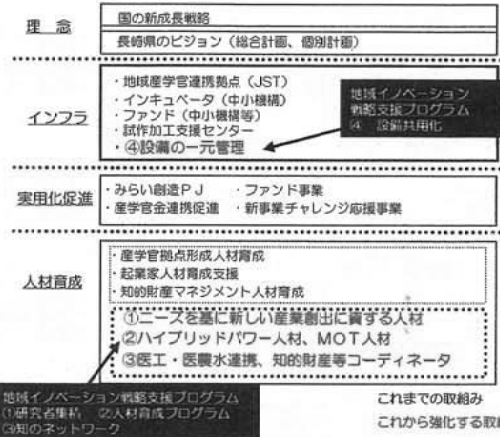 理 念
国の新成長戦略
長崎県のビジョン（総合計画、個別計画）
インフラ
・地域産学官連携拠点（JST）
・インキュベータ（中小機構）
・ファンド（中小機構等）
・試作加工支援センター
・④設備の一元管理
地域イノベーション
戦略支援プログラム
④ 設備共用化
実用化促進
・みらい創造ＰＪ ・ファンド事業
・産学官金連携促進 ・新事業チャレンジ応援事業
人材育成
・産学官拠点形成人材育成
・起業家人材育成支援
・知的財産マネジメント人材育成
①ニーズを基に新しい産業創出に資する人材
②ハイブリッドパワー人材、ＭＯＴ人材
③医工・医農水連携、知的財産等コーディネータ
地域イノベーション戦略支援プログラム
①研究者集積 ②人材育成プログラム
③知のネットワーク
これまでの取組み
これから強化する取